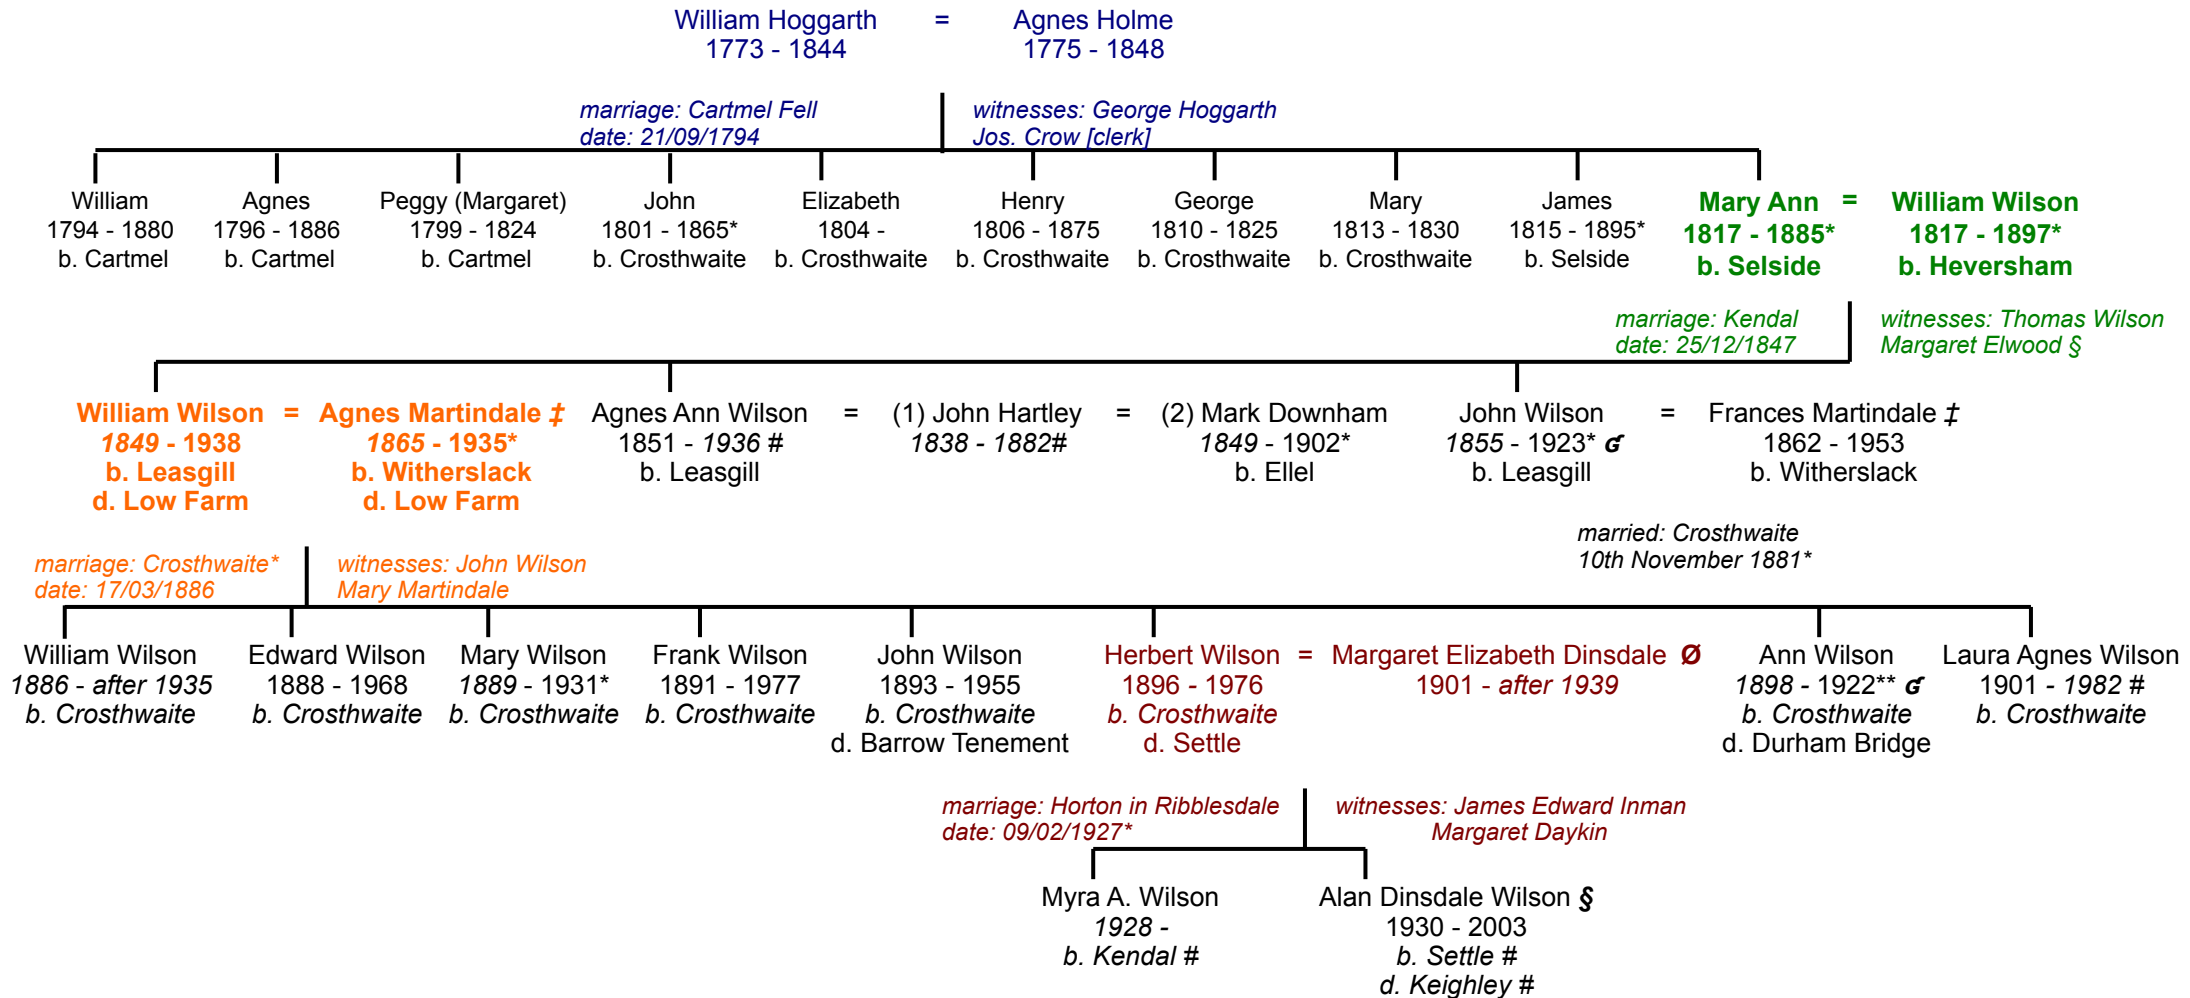 William Hoggarth = Agnes Holme
1773 - 1844 1775 - 1848
marriage: Cartmel Fell witnesses: George Hoggarth
date: 21/09/1794 Jos. Crow [clerk]
William Agnes Peggy (Margaret) John Elizabeth Henry George Mary James Mary Ann = William Wilson
1794 - 1880 1796 - 1886 1799 - 1824 1801 - 1865* 1804 - 1806 - 1875 1810 - 1825 1813 - 1830 1815 - 1895* 1817 - 1885* 1817 - 1897*
b. Cartmel b. Cartmel b. Cartmel b. Crosthwaite b. Crosthwaite b. Crosthwaite b. Crosthwaite b. Crosthwaite b. Selside b. Selside b. Heversham
marriage: Kendal witnesses: Thomas Wilson
date: 25/12/1847 Margaret Elwood §
William Wilson = Agnes Martindale ‡ Agnes Ann Wilson = (1) John Hartley = (2) Mark Downham John Wilson = Frances Martindale ‡
1849 - 1938 1865 - 1935* 1851 - 1936 # 1838 - 1882# 1849 - 1902* 1855 - 1923* 1862 - 1953
b. Leasgill b. Witherslack b. Leasgill b. Ellel b. Leasgill b. Witherslack
d. Low Farm d. Low Farm
married: Crosthwaite
10th November 1881*
marriage: Crosthwaite* witnesses: John Wilson
date: 17/03/1886 Mary Martindale
William Wilson Edward Wilson Mary Wilson Frank Wilson John Wilson Herbert Wilson = Margaret Elizabeth Dinsdale Ø Ann Wilson Laura Agnes Wilson
1886 - after 1935 1888 - 1968 1889 - 1931* 1891 - 1977 1893 - 1955 1896 - 1976 1901 - after 1939 1898 - 1922** 1901 - 1982 #
b. Crosthwaite b. Crosthwaite b. Crosthwaite b. Crosthwaite b. Crosthwaite b. Crosthwaite b. Crosthwaite b. Crosthwaite
d. Barrow Tenement d. Settle d. Durham Bridge
marriage: Horton in Ribblesdale witnesses: James Edward Inman
date: 09/02/1927* Margaret Daykin
Myra A. Wilson Alan Dinsdale Wilson §
1928 - 1930 - 2003
b. Kendal # b. Settle #
d. Keighley #